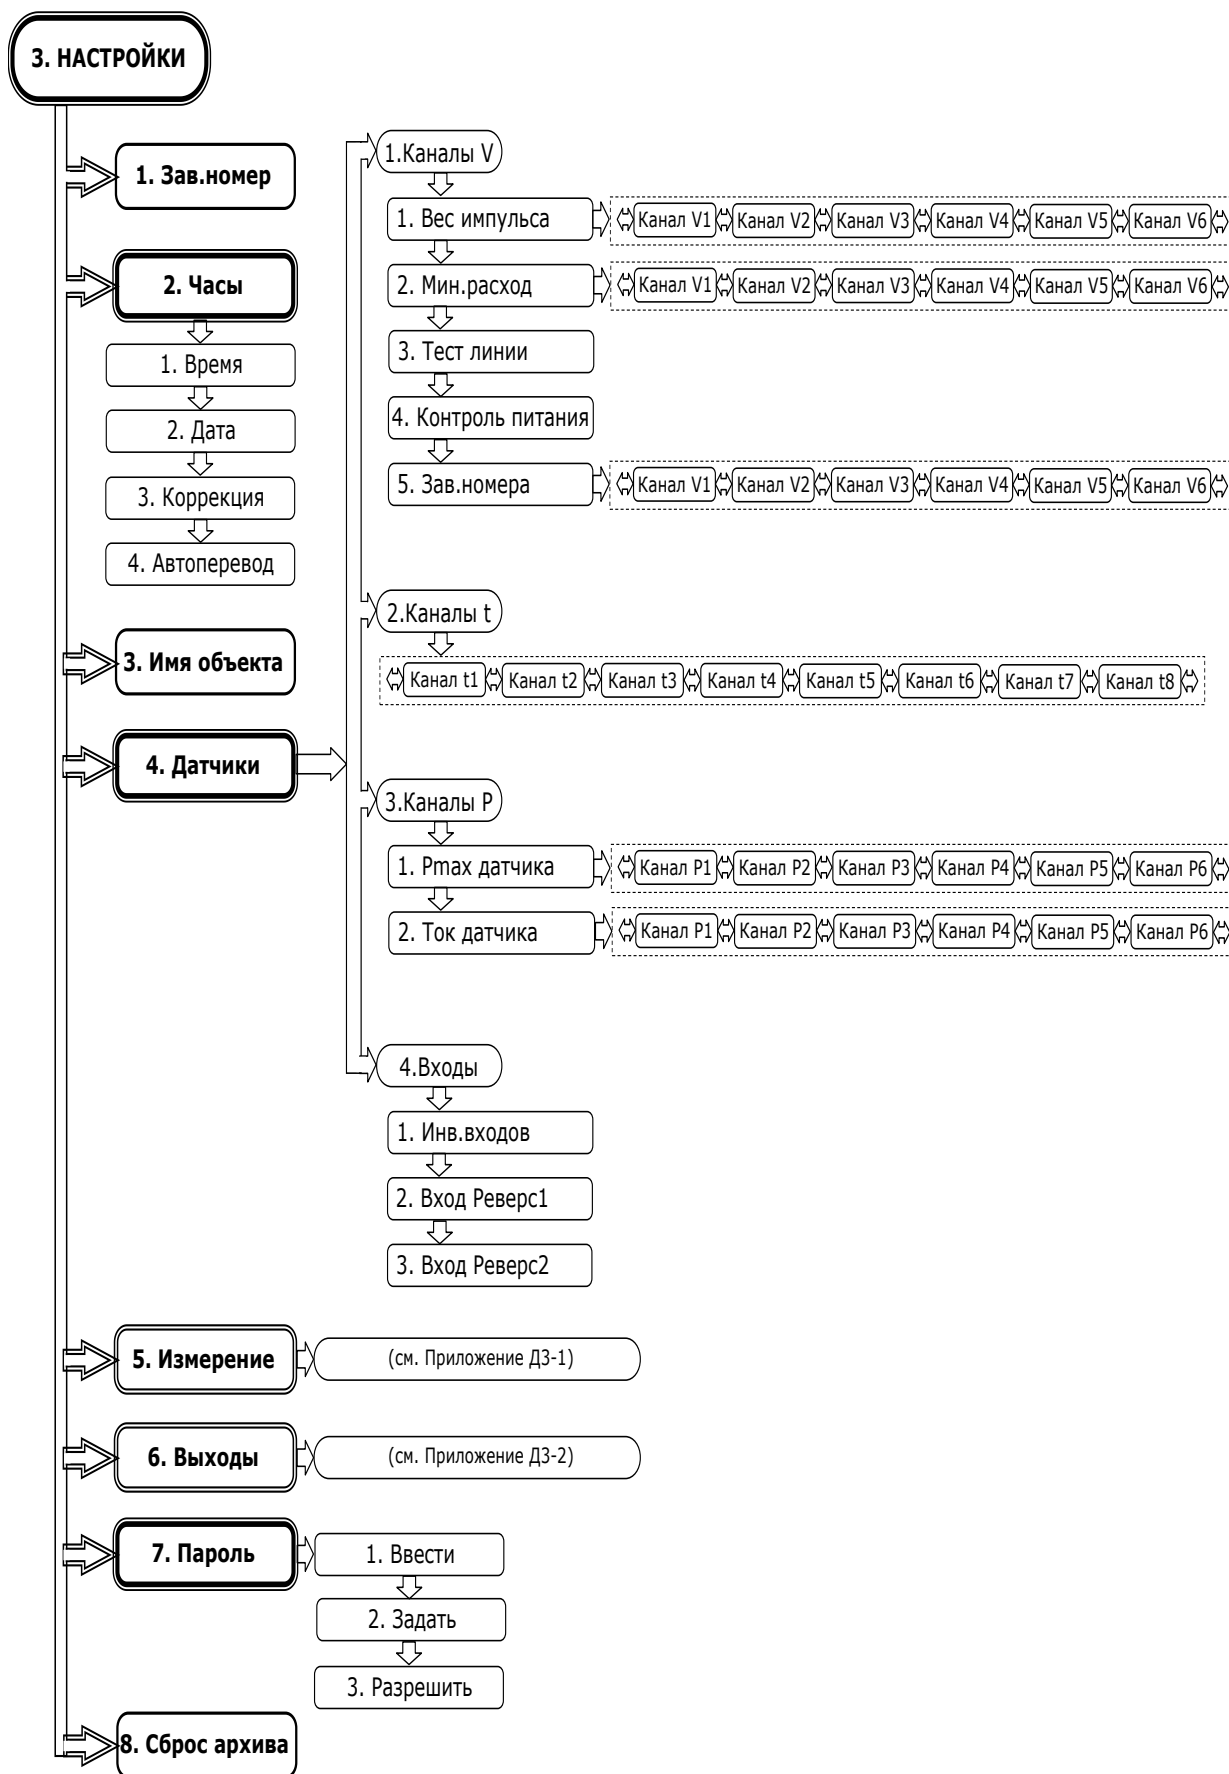 3. НАСТРОЙКИ
1. Зав.номер
2. Часы
1. Время
2. Дата
3. Коррекция
4. Автоперевод
3. Имя объекта
4. Датчики
1.Каналы V
1. Вес импульса
Канал V1 Канал V2 Канал V3 Канал V4 Канал V5 Канал V6
2. Мин.расход
Канал V1 Канал V2 Канал V3 Канал V4 Канал V5 Канал V6
3. Тест линии
4. Контроль питания
5. Зав.номера
Канал V1 Канал V2 Канал V3 Канал V4 Канал V5 Канал V6
2.Каналы t
Канал t1 Канал t2 Канал t3 Канал t4 Канал t5 Канал t6 Канал t7 Канал t8
3.Каналы P
1. Pmax датчика
Канал P1 Канал P2 Канал P3 Канал P4 Канал P5 Канал P6
2. Ток датчика
Канал P1 Канал P2 Канал P3 Канал P4 Канал P5 Канал P6
4.Входы
1. Инв.входов
2. Вход Реверс1
3. Вход Реверс2
5. Измерение
(см. Приложение Д3-1)
6. Выходы
(см. Приложение Д3-2)
7. Пароль
1. Ввести
2. Задать
3. Разрешить
8. Сброс архива